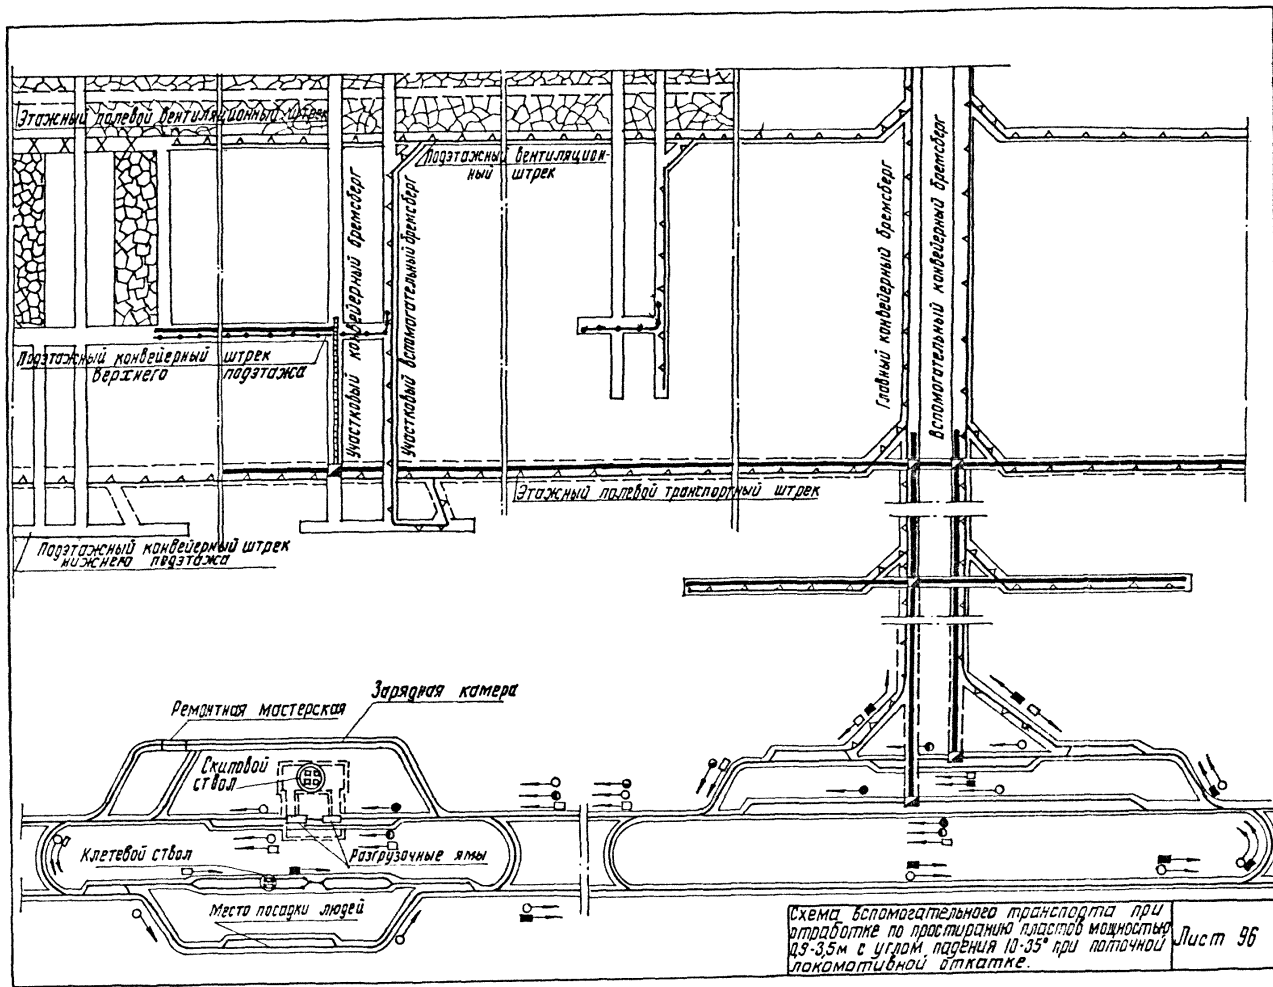 Этажный полевой вентиляционный штрек
Подэтажный вентиляцион-
ный штрек
участковый конвейерный бремсберг
участковый вспомогательный бремсберг
Главный конвейерный бремсберг
вспомогательный конвейерный бремсберг
Подэтажный конвейерный штрек
верхнего подэтажа
Этажный полевой транспортный штрек
Подэтажный конвейерный штрек
нижнего подэтажа
Зарядная камера
Ремонтная мастерская
Скиповой
ствол
Клетевой ствол
Разгрузочные ямы
Место посадки людей
Схема вспомогательного транспорта при
отработке по простиранию пластов мощностью
0,9-3,5м с углом падения 10-35° при поточной
локомотивной откатке.
Лист 96